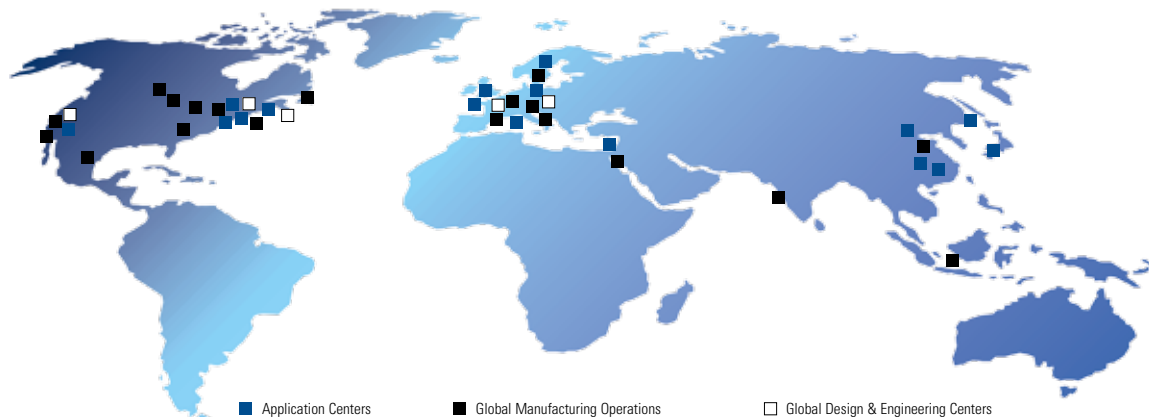 Application Centers
Global Manufacturing Operations
Global Design & Engineering Centers